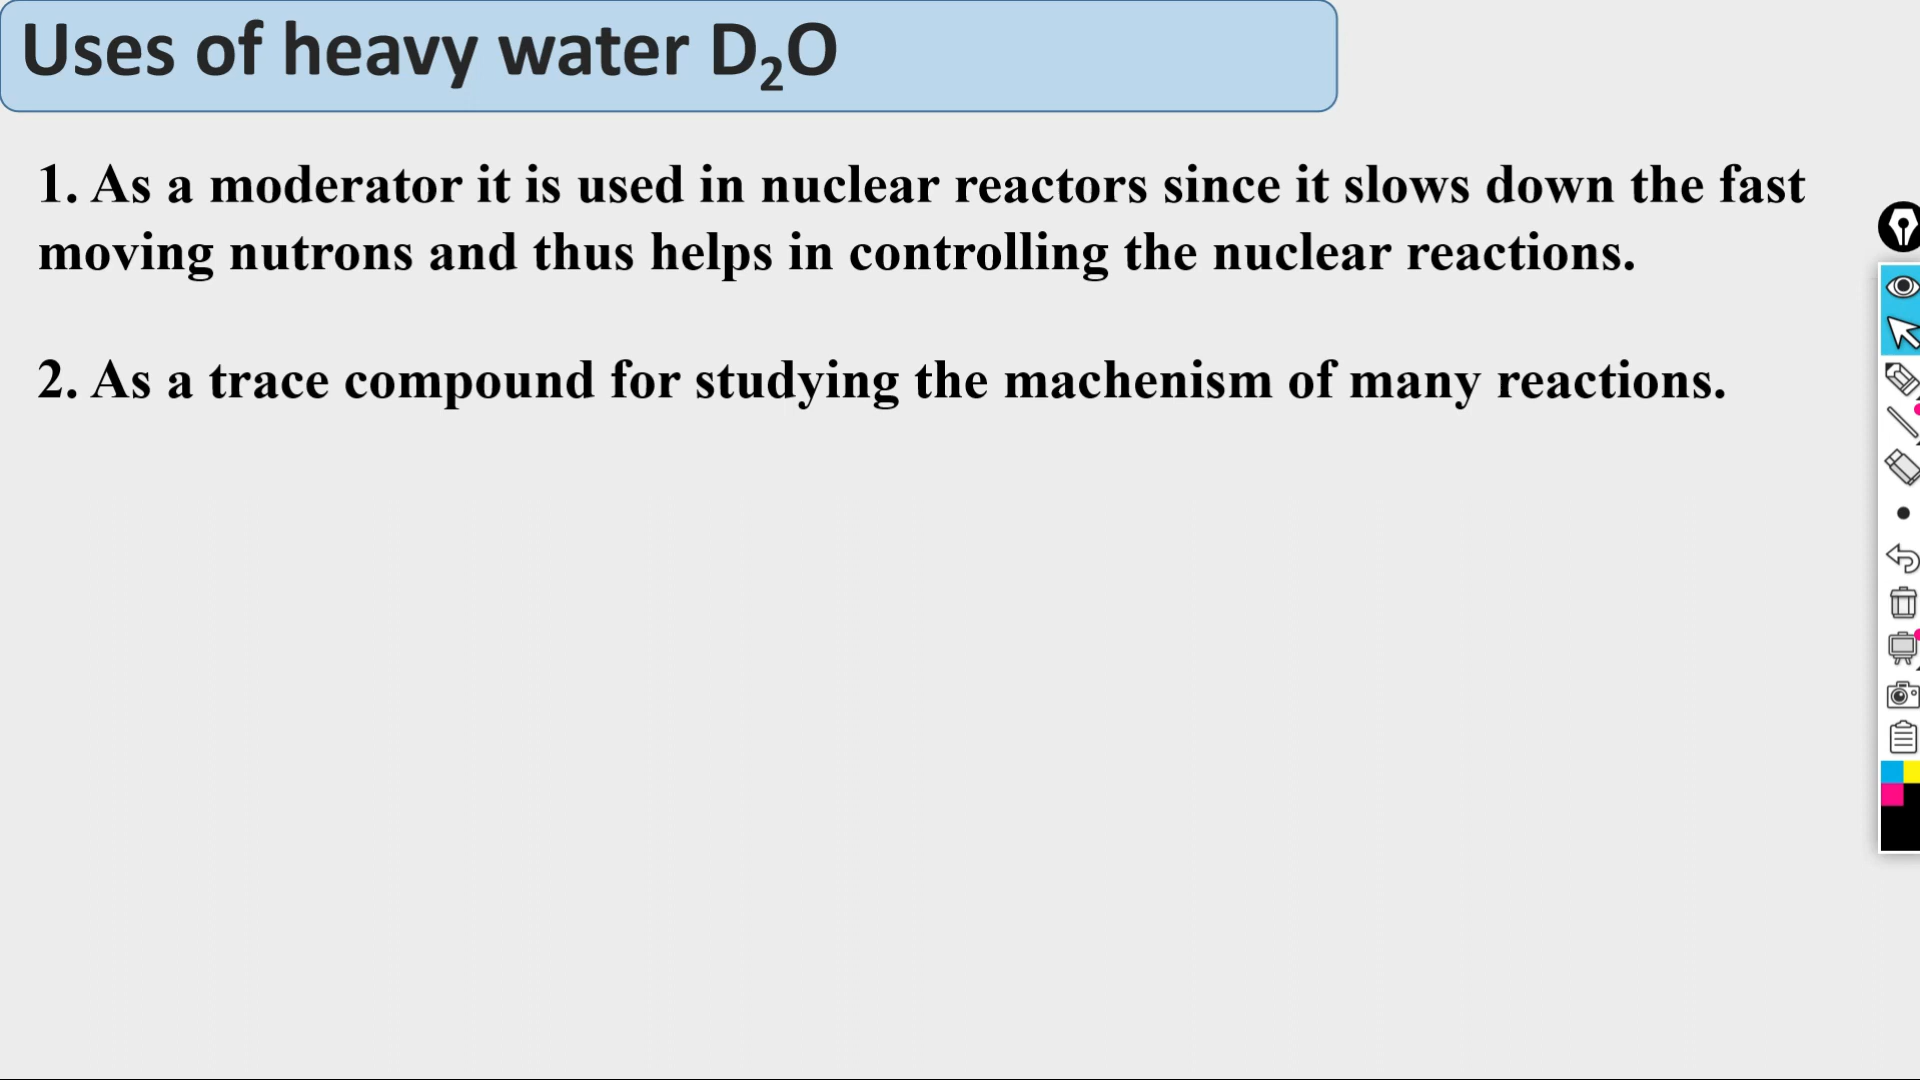 Uses of heavy water D₂O
1. As a moderator it is used in nuclear reactors since it slows down the fast
moving nutrons and thus helps in controlling the nuclear reactions.
2. As a trace compound for studying the machenism of many reactions.